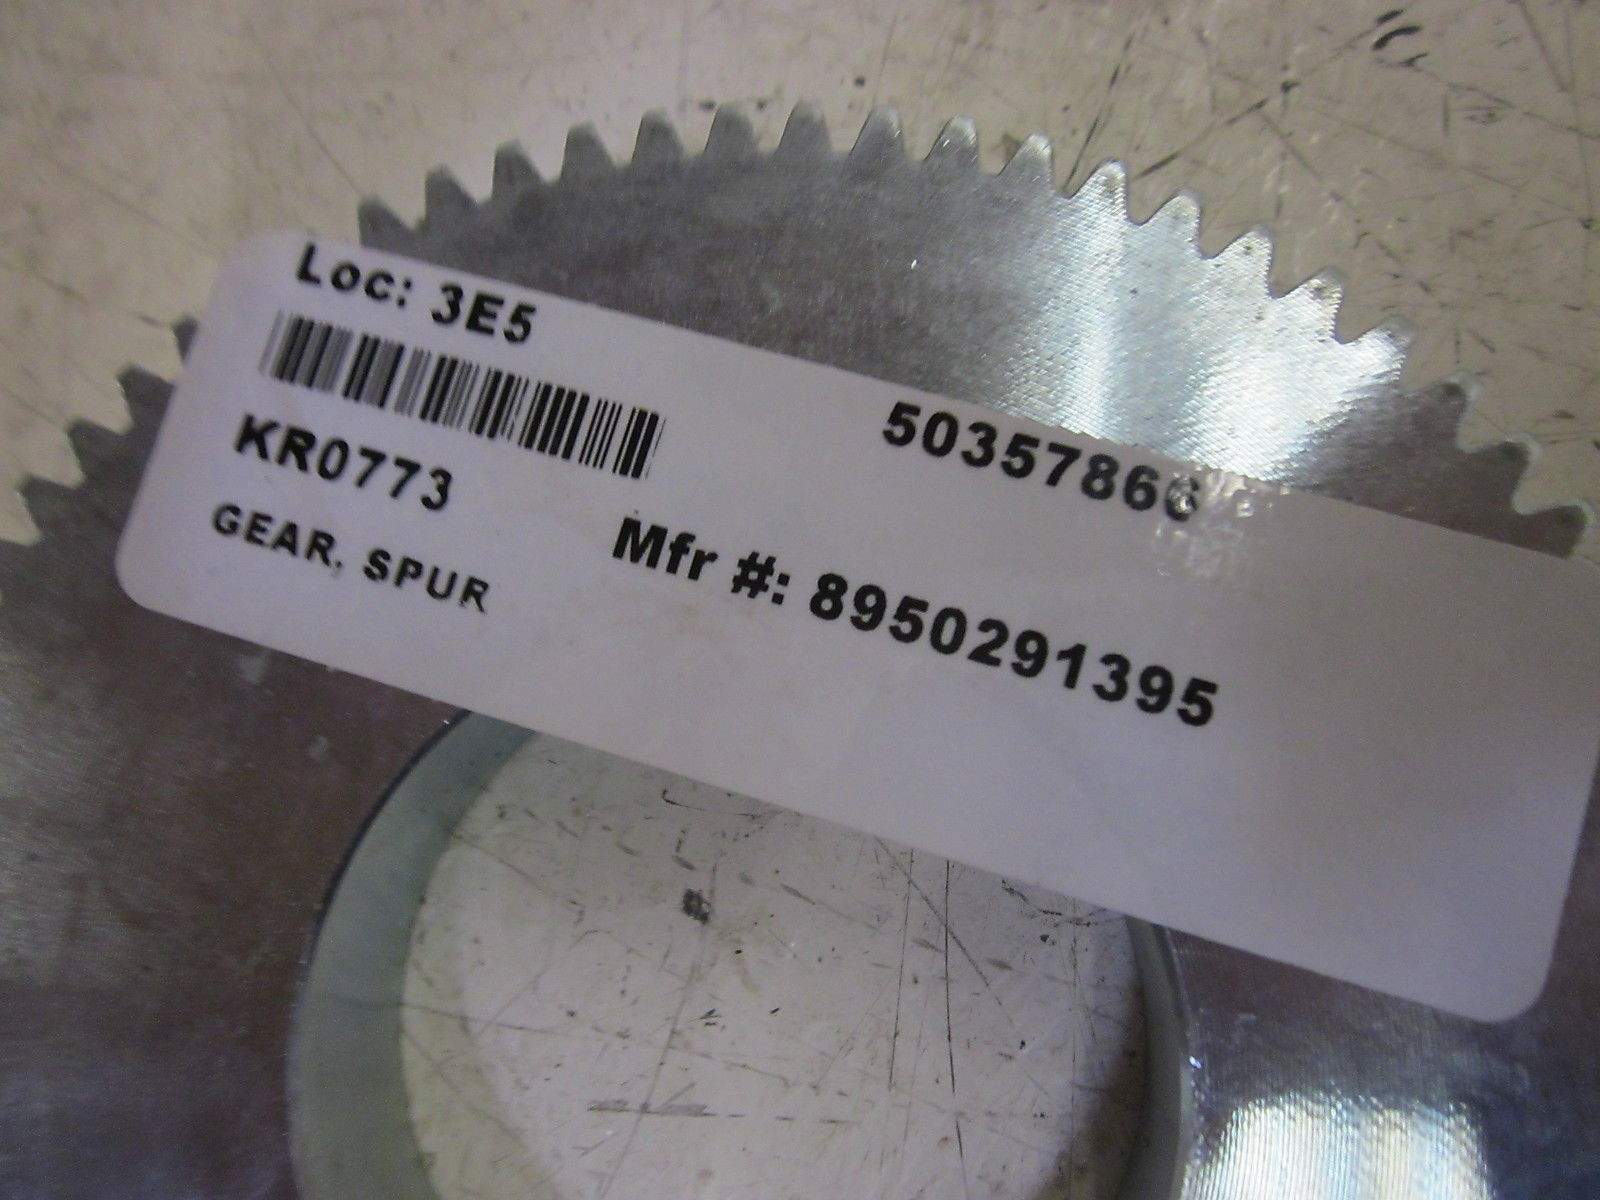 Loc: 3E5
50357866
KR0773
GEAR, SPUR
Mfr #: 8950291395